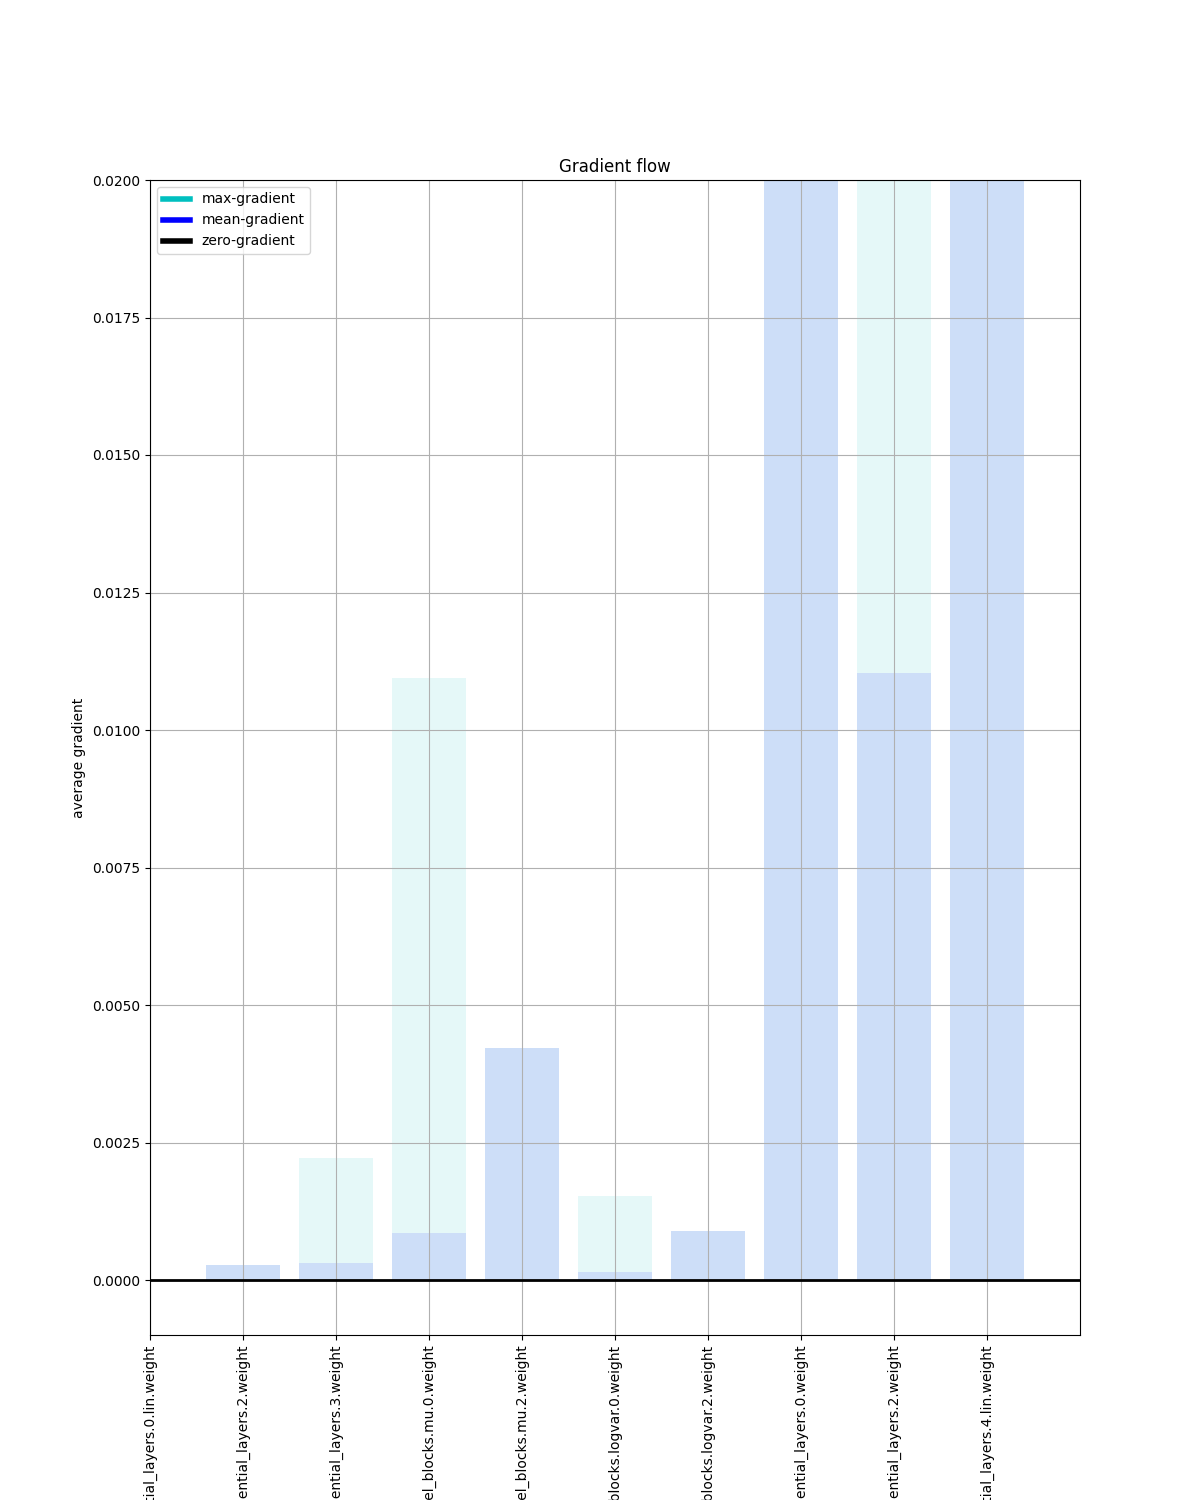 Gradient flow
max-gradient
mean-gradient
zero-gradient
0.0200
0.0175
0.0150
0.0125
0.0100
0.0075
0.0050
0.0025
0.0000
average gradient
tial_layers.0.lin.weight
ential_layers.2.weight
ential_layers.3.weight
el_blocks.mu.0.weight
el_blocks.mu.2.weight
blocks.logvar.0.weight
blocks.logvar.2.weight
ential_layers.0.weight
ential_layers.2.weight
tial_layers.4.lin.weight